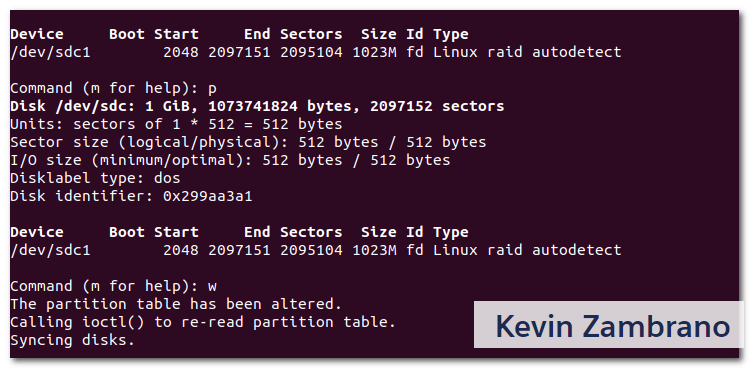 Device     Boot Start     End Sectors  Size Id Type
/dev/sdc1        2048 2097151 2095104 1023M fd Linux raid autodetect
Command (m for help): p
Disk /dev/sdc: 1 GiB, 1073741824 bytes, 2097152 sectors
Units: sectors of 1 * 512 = 512 bytes
Sector size (logical/physical): 512 bytes / 512 bytes
I/O size (minimum/optimal): 512 bytes / 512 bytes
Disklabel type: dos
Disk identifier: 0x299aa3a1
Device     Boot Start     End Sectors  Size Id Type
/dev/sdc1        2048 2097151 2095104 1023M fd Linux raid autodetect
Command (m for help): w
The partition table has been altered.
Calling ioctl() to re-read partition table.
Syncing disks.
Kevin Zambrano